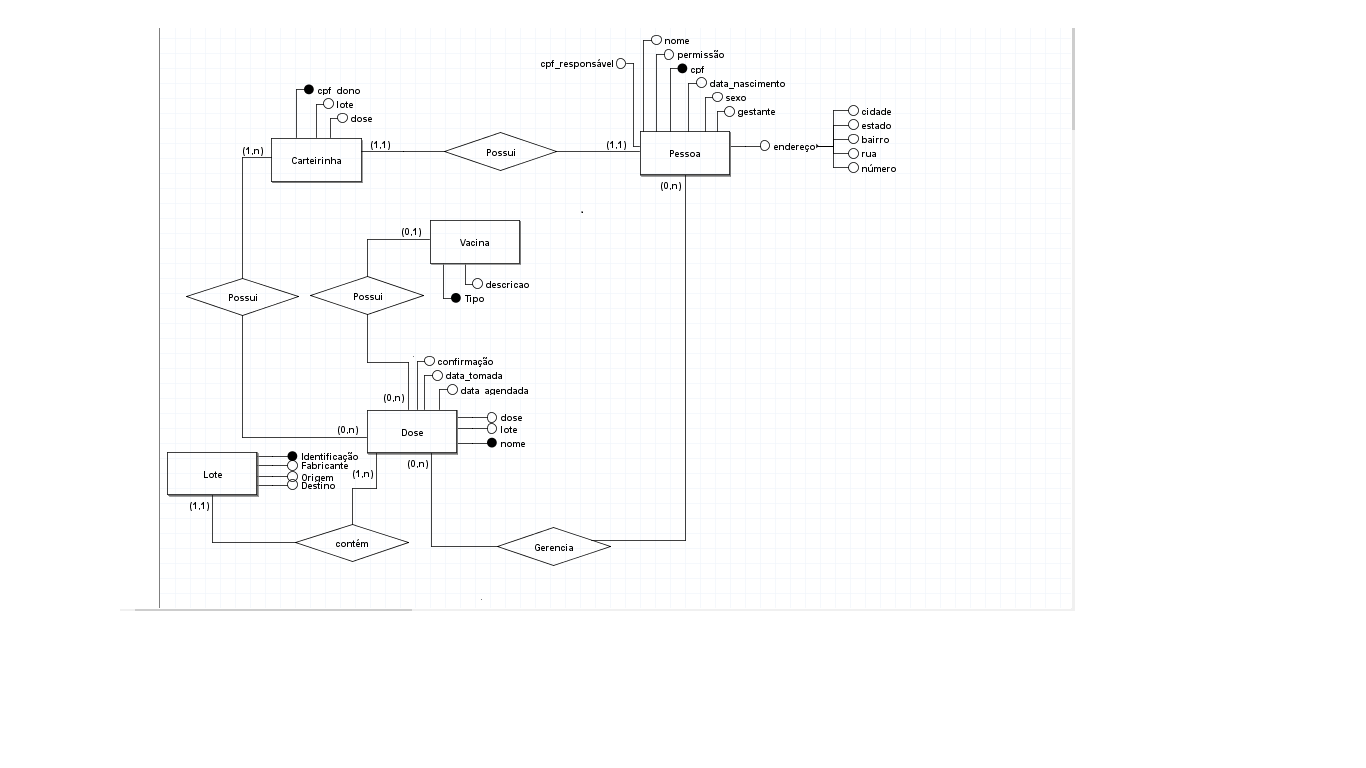 nome
permissão
cpf_responsável
cpf
data_nascimento
sexo
gestante
cpf_dono
lote
dose
cidade
estado
bairro
rua
número
endereço
(1,n)
Carteirinha
(1,1)
Possui
(1,1)
Pessoa
(0,n)
(0,1)
Vacina
descricao
Tipo
Possui
Possui
confirmação
data_tomada
data_agendada
(0,n)
dose
lote
nome
(0,n)
Dose
(0,n)
Lote
Identificação
Fabricante
Origem
Destino
(1,n)
(1,1)
contém
Gerencia